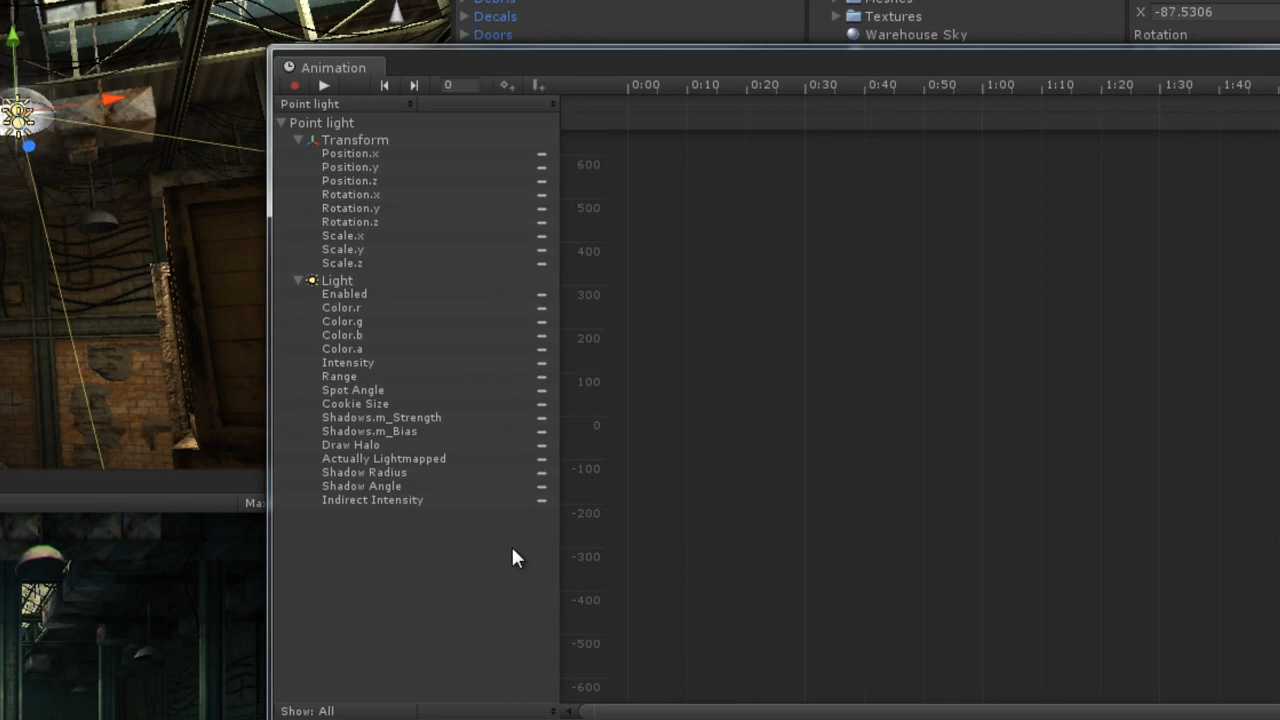 Debris
Meshes
Decals
Textures
X -87.5306
Doors
Warehouse Sky
Rotation
Animation
0
0:00 0:10 0:20 0:30 0:40 0:50 1:00 1:10 1:20 1:30 1:40
Point light
Point light
Transform
Position.x
Position.y
Position.z
Rotation.x
Rotation.y
Rotation.z
Scale.x
Scale.y
Scale.z
Light
Enabled
Color.r
Color.g
Color.b
Color.a
Intensity
Range
Spot Angle
Cookie Size
Shadows.m_Strength
Shadows.m_Bias
Draw Halo
Actually Lightmapped
Shadow Radius
Shadow Angle
Indirect Intensity
600
500
400
300
200
100
0
-100
-200
-300
-400
-500
-600
Show: All